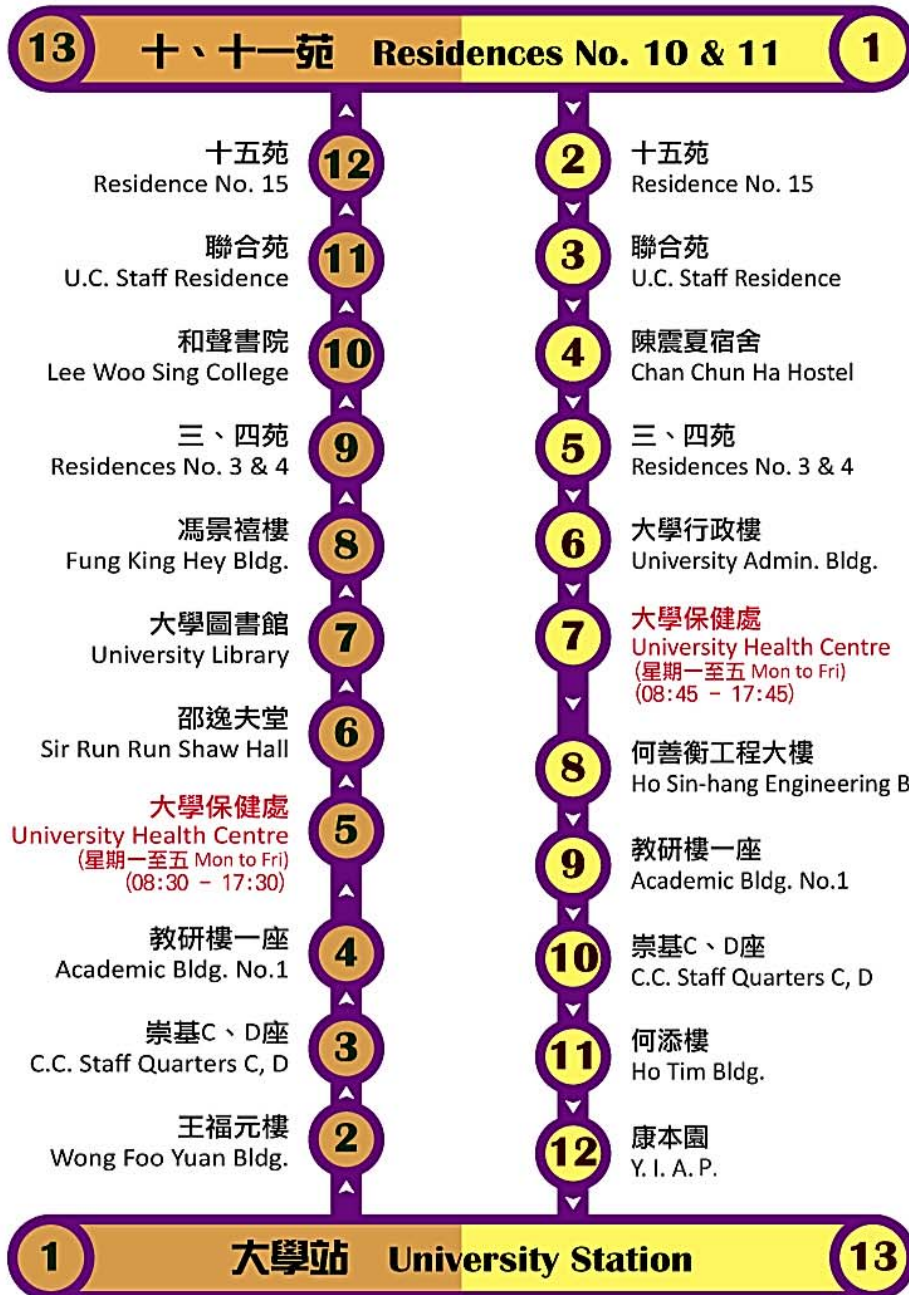 13 十、十一苑 Residences No. 10 & 11 1
十五苑
Residence No. 15
12
聯合苑
U.C. Staff Residence
11
和聲書院
Lee Woo Sing College
10
三、四苑
Residences No. 3 & 4
9
馮景禧樓
Fung King Hey Bldg.
8
大學圖書館
University Library
7
邵逸夫堂
Sir Run Run Shaw Hall
6
大學保健處
University Health Centre
(星期一至五 Mon to Fri)
(08:30 - 17:30)
5
教研樓一座
Academic Bldg. No.1
4
崇基C、D座
C.C. Staff Quarters C, D
3
王福元樓
Wong Foo Yuan Bldg.
2
2
十五苑
Residence No. 15
3
聯合苑
U.C. Staff Residence
4
陳震夏宿舍
Chan Chun Ha Hostel
5
三、四苑
Residences No. 3 & 4
6
大學行政樓
University Admin. Bldg.
7
大學保健處
University Health Centre
(星期一至五 Mon to Fri)
(08:45 - 17:45)
8
何善衡工程大樓
Ho Sin-hang Engineering B
9
教研樓一座
Academic Bldg. No.1
10
崇基C、D座
C.C. Staff Quarters C, D
11
何添樓
Ho Tim Bldg.
12
康本園
Y. I. A. P.
1 大學站 University Station 13